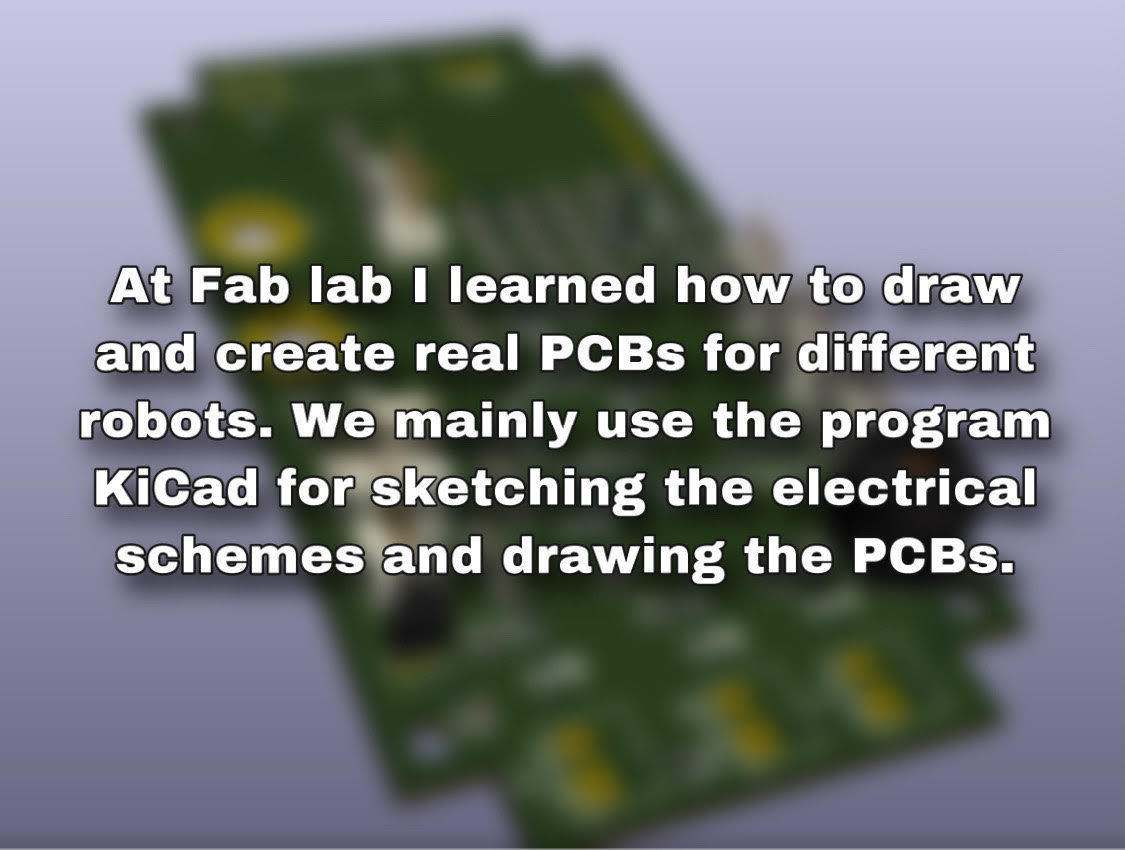 At Fab lab I learned how to draw
and create real PCBs for different
robots. We mainly use the program
KiCad for sketching the electrical
schemes and drawing the PCBs.